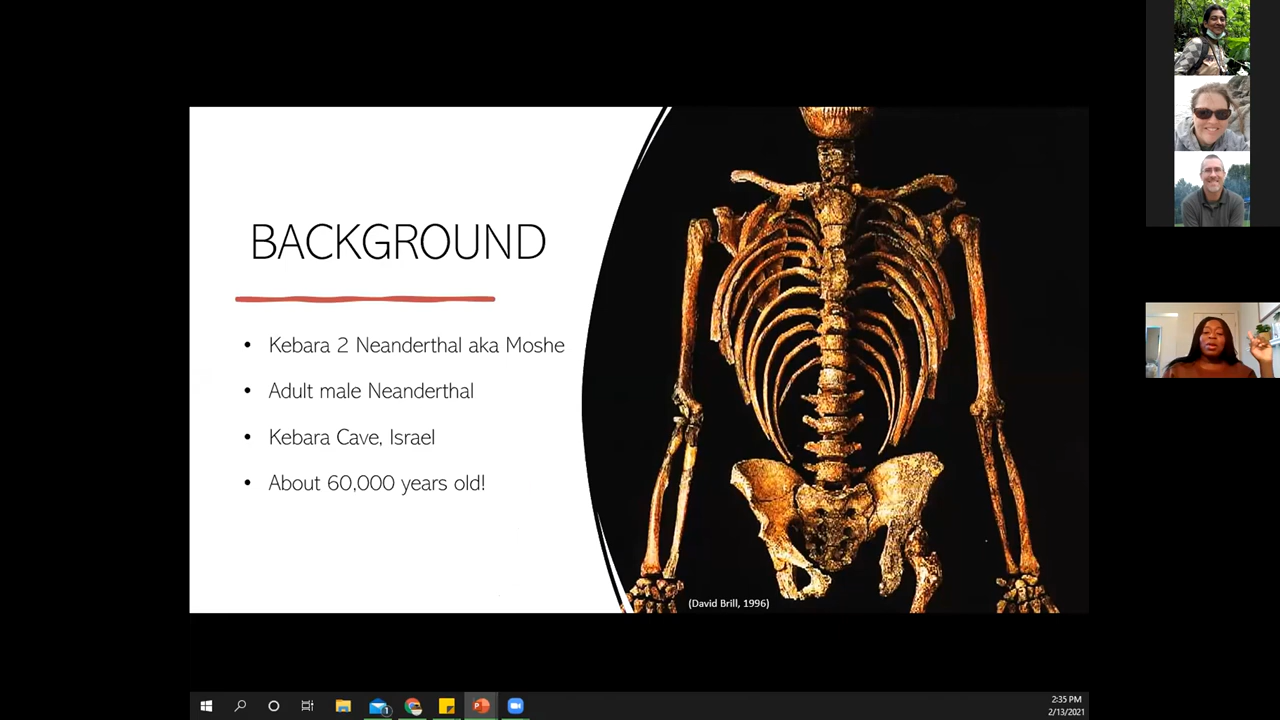 BACKGROUND
• Kebara 2 Neanderthal aka Moshe
• Adult male Neanderthal
• Kebara Cave, Israel
• About 60,000 years old!
(David Brill, 1996)
2:35 PM
2/13/2021